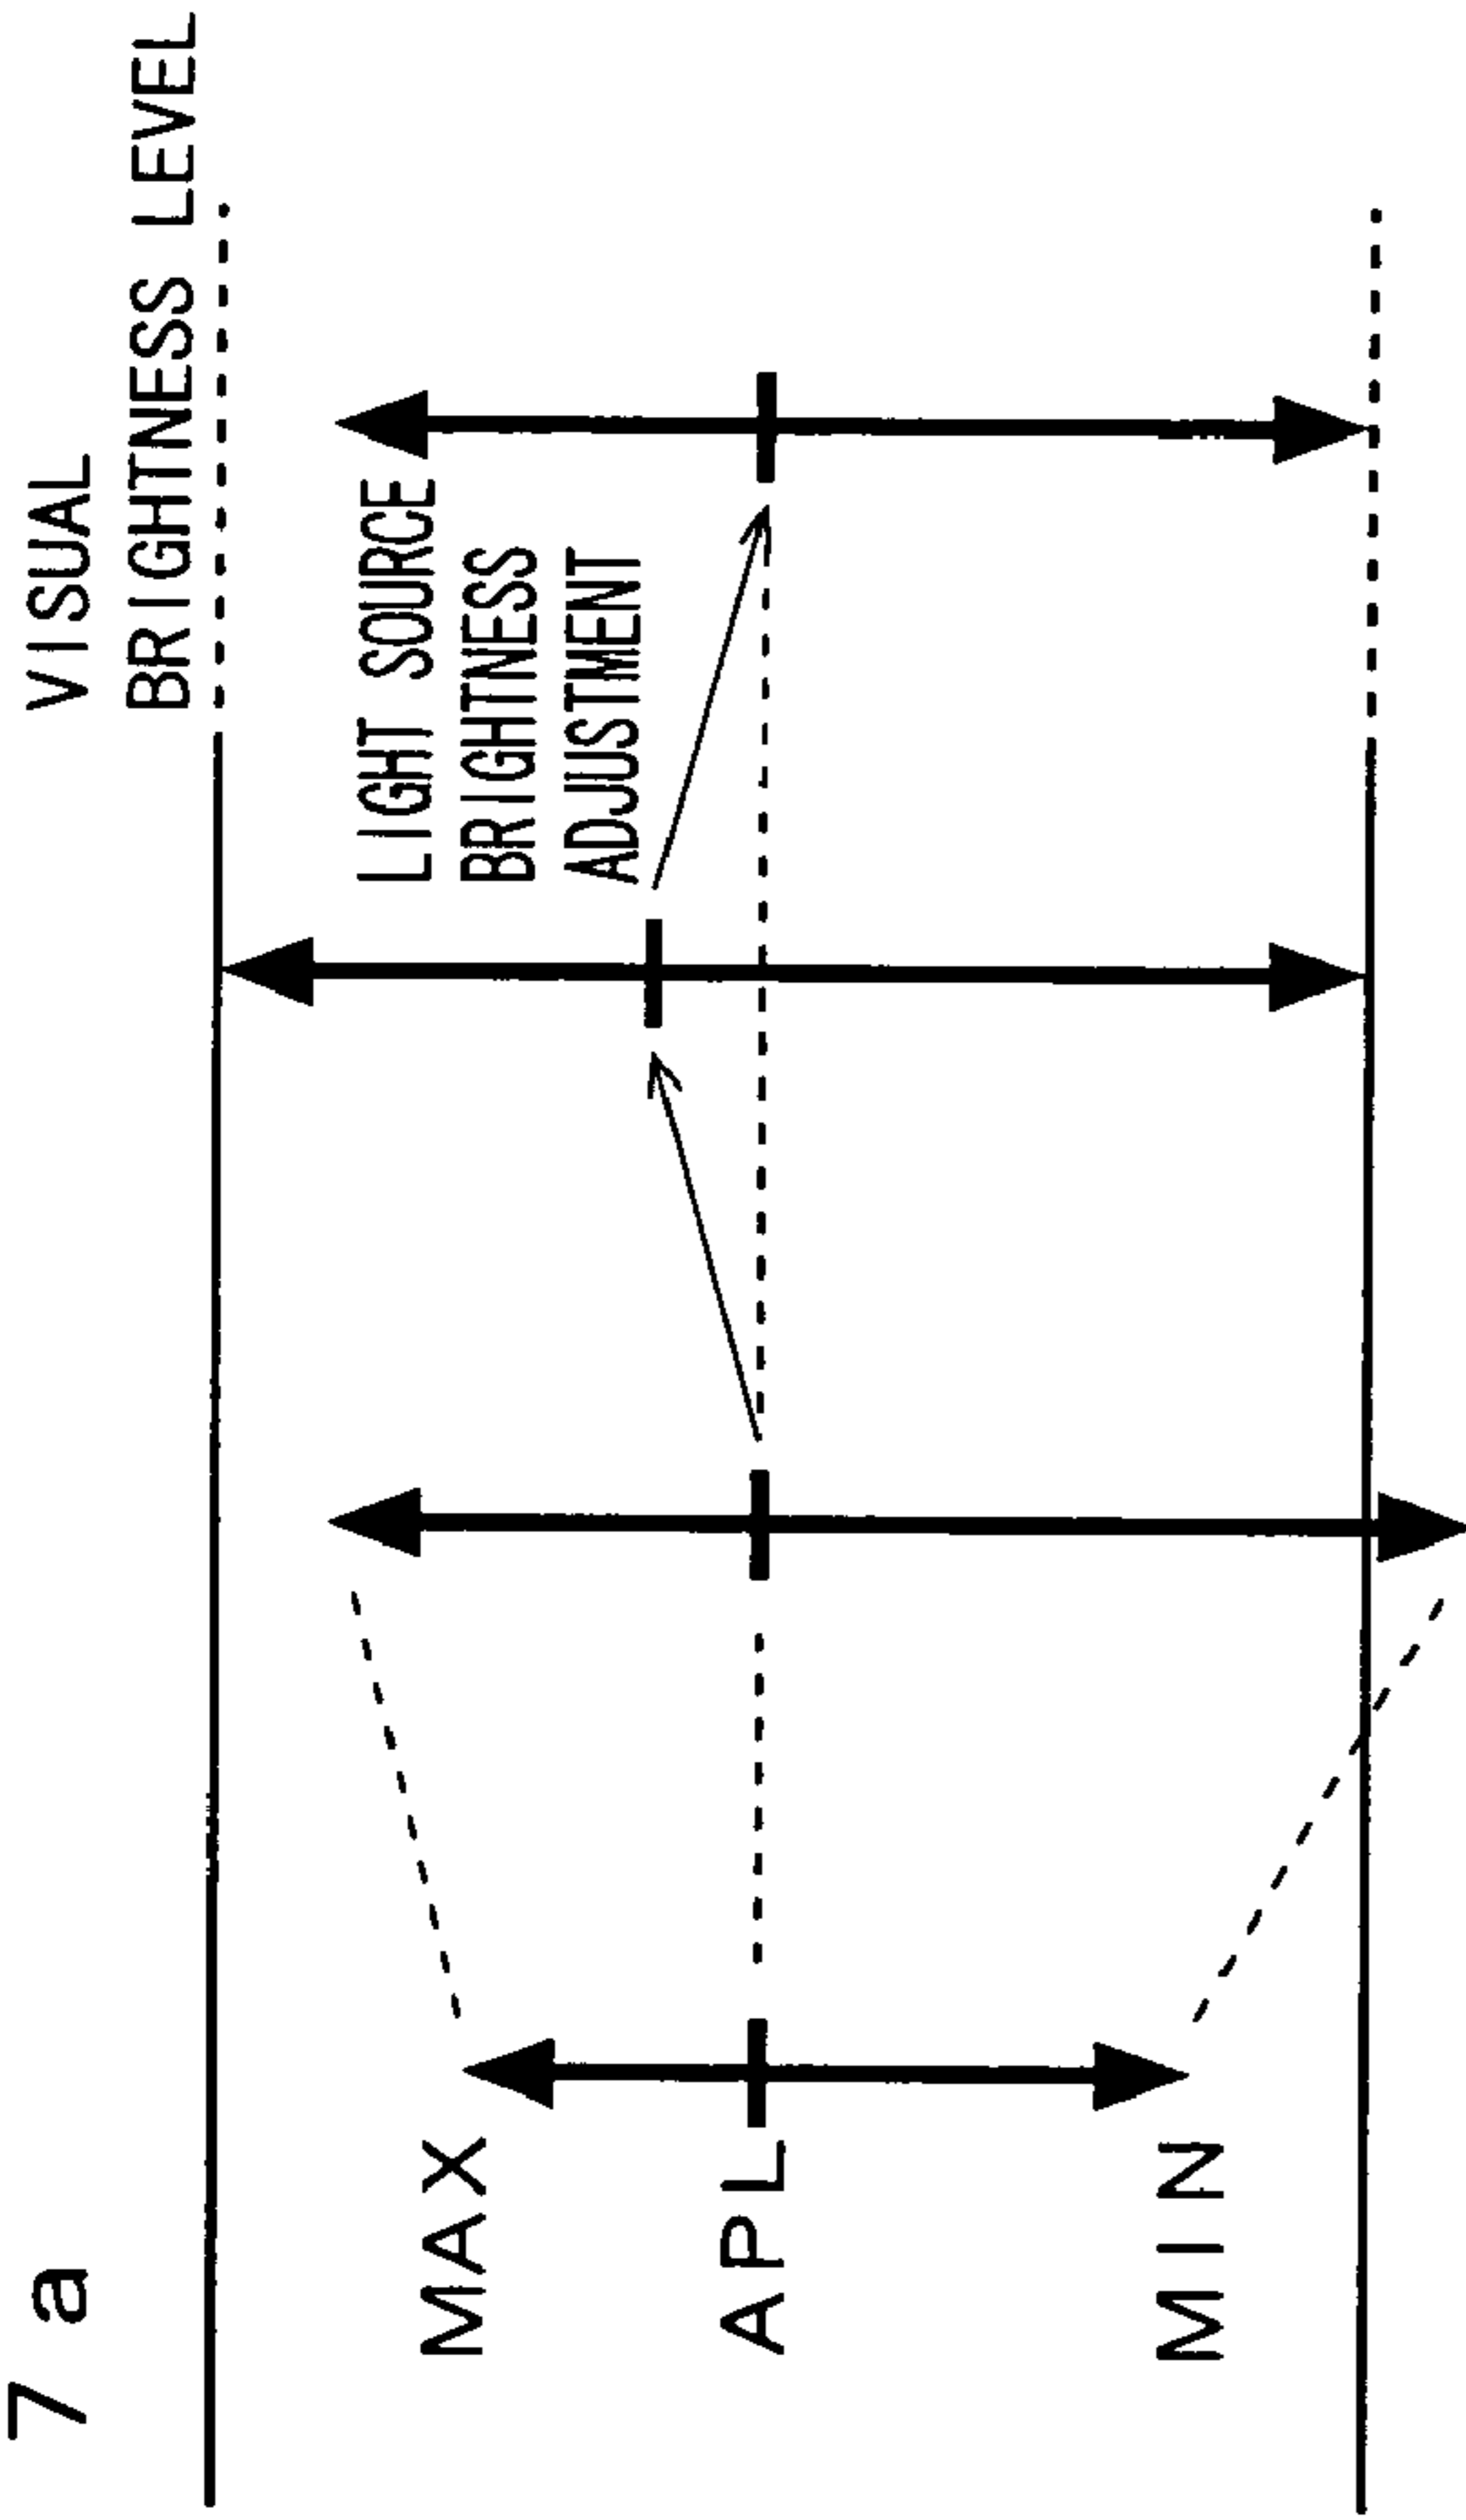 7a
VISUAL
BRIGHTNESS LEVEL
LIGHT SOURCE
BRIGHTNESS
ADJUSTMENT
MAX
APL
MIN